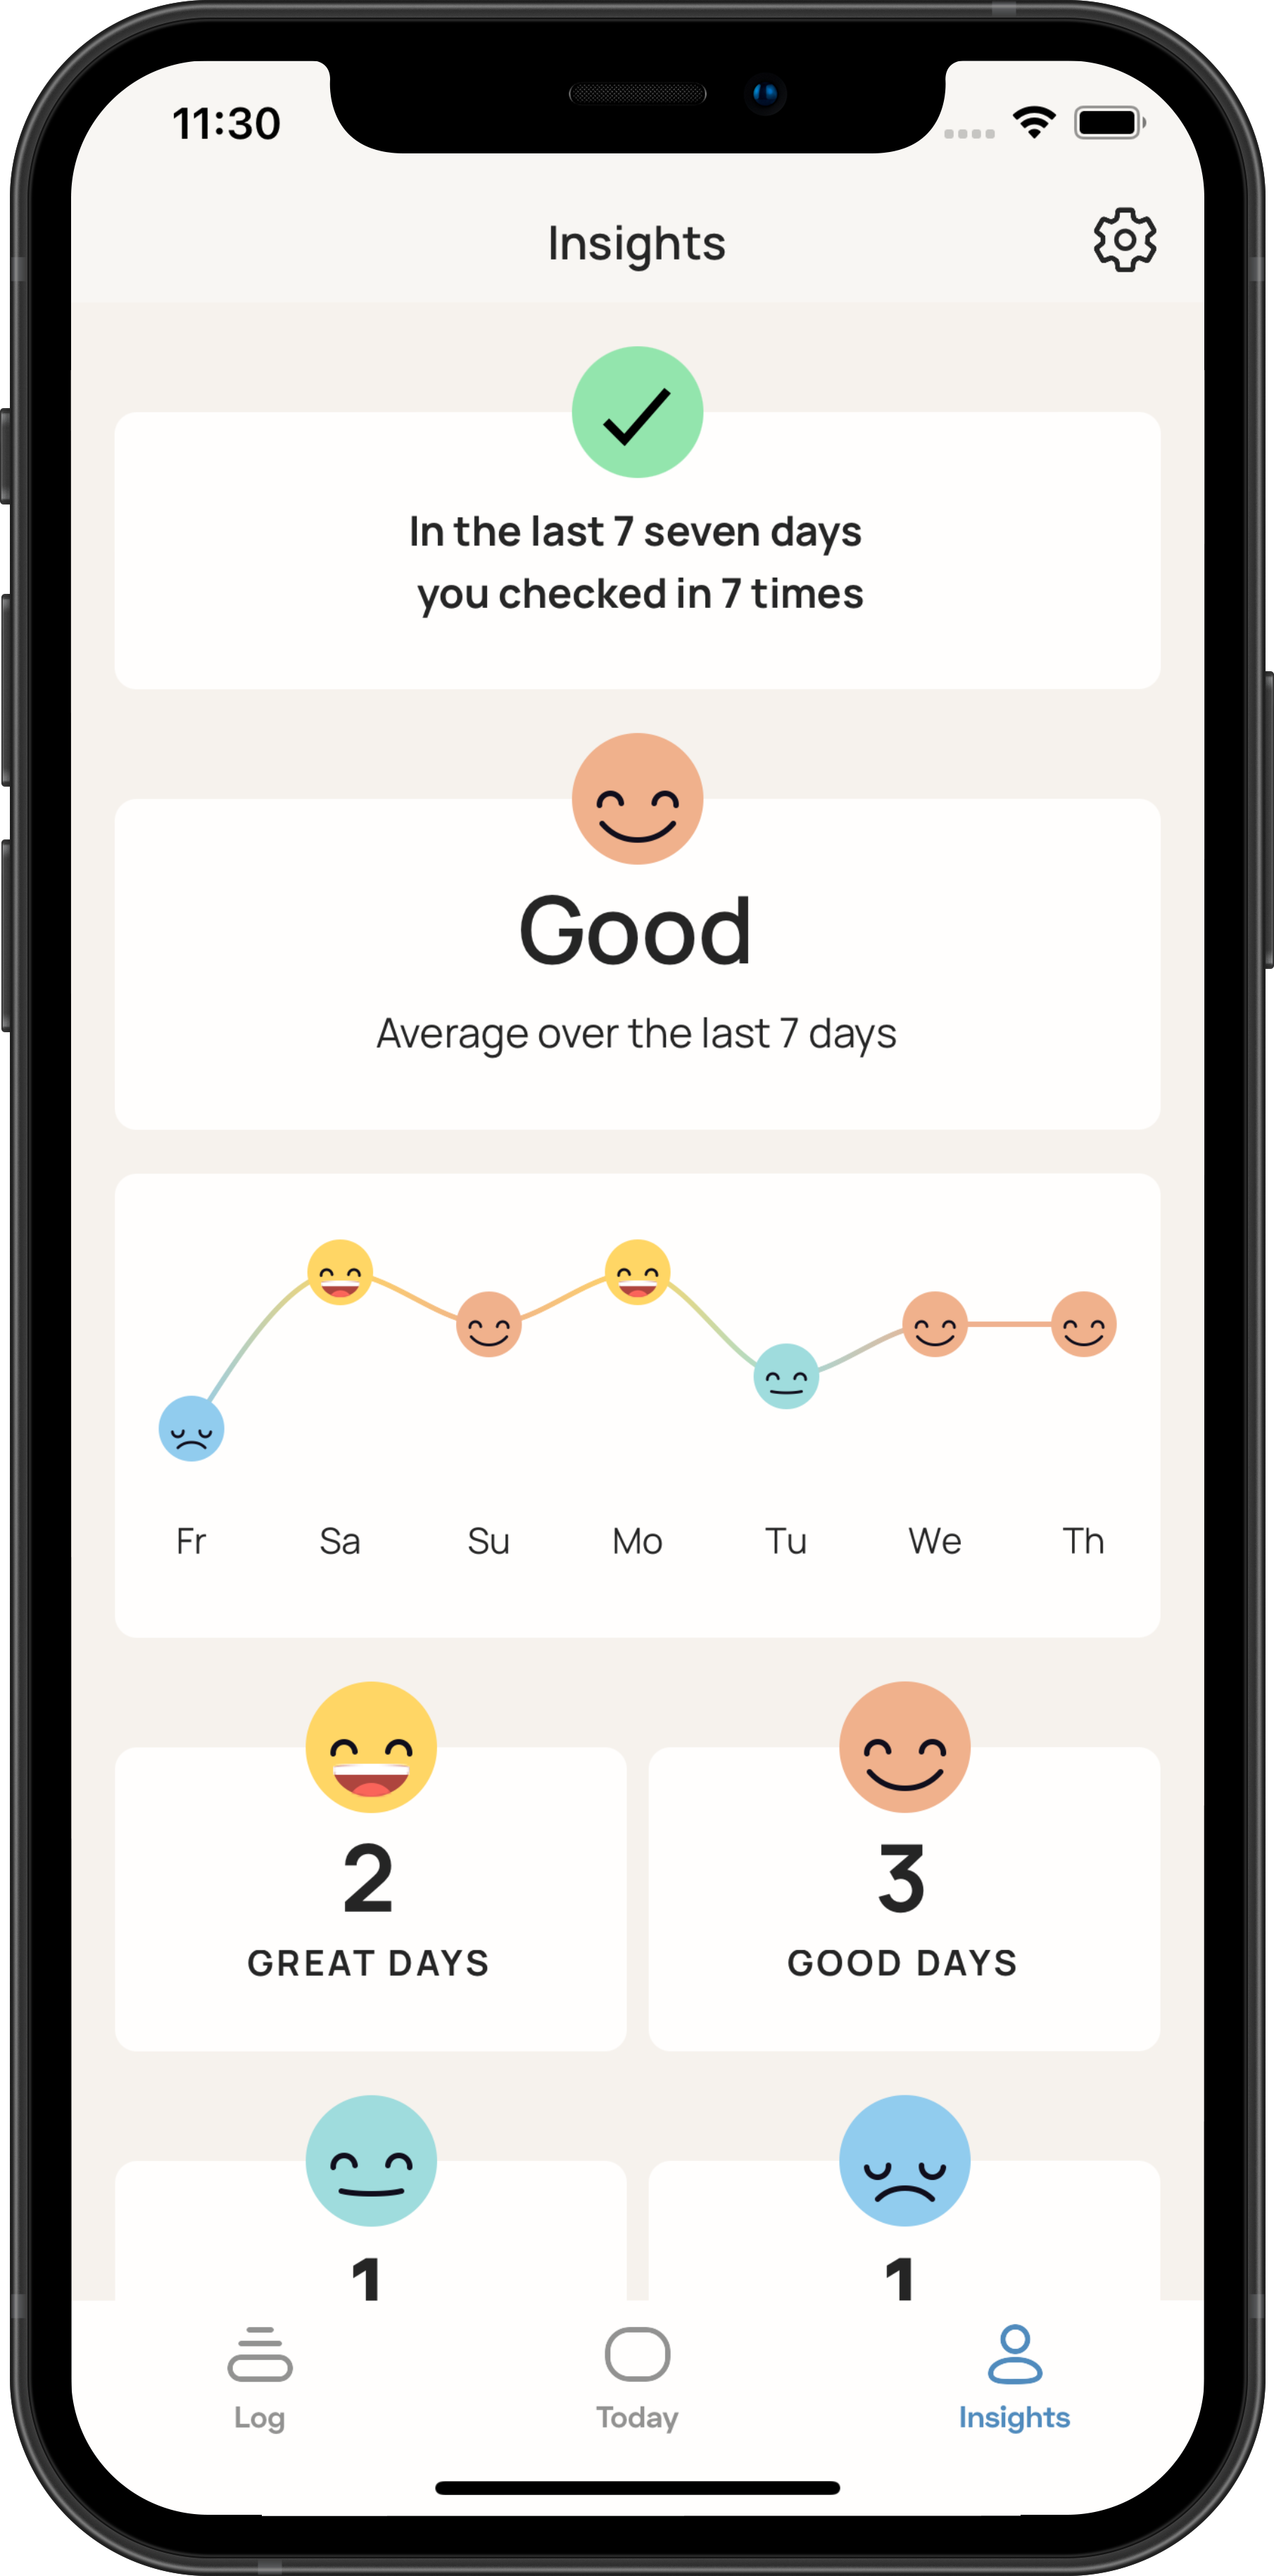 11:30
Insights
In the last 7 seven days
you checked in 7 times
Good
Average over the last 7 days
Fr Sa Su Mo Tu We Th
2 3
GREAT DAYS GOOD DAYS
1 1
Log Today Insights